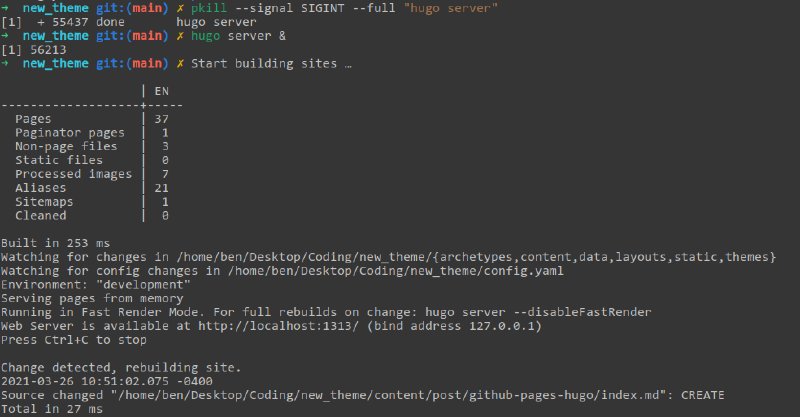 → new_theme git:(main) ✗ pkill --signal SIGINT --full "hugo server"
[1]  + 55437 done       hugo server
→ new_theme git:(main) ✗ hugo server &
[1] 56213
→ new_theme git:(main) ✗ Start building sites …
                   | EN
-------------------+-----
  Pages            | 37
  Paginator pages  |  1
  Non-page files   |  3
  Static files     |  0
  Processed images |  7
  Aliases          | 21
  Sitemaps         |  1
  Cleaned          |  0
Built in 253 ms
Watching for changes in /home/ben/Desktop/Coding/new_theme/{archetypes,content,data,layouts,static,themes}
Watching for config changes in /home/ben/Desktop/Coding/new_theme/config.yaml
Environment: "development"
Serving pages from memory
Running in Fast Render Mode. For full rebuilds on change: hugo server --disableFastRender
Web Server is available at http://localhost:1313/ (bind address 127.0.0.1)
Press Ctrl+C to stop
Change detected, rebuilding site.
2021-03-26 10:51:02.075 -0400
Source changed "/home/ben/Desktop/Coding/new_theme/content/post/github-pages-hugo/index.md": CREATE
Total in 27 ms